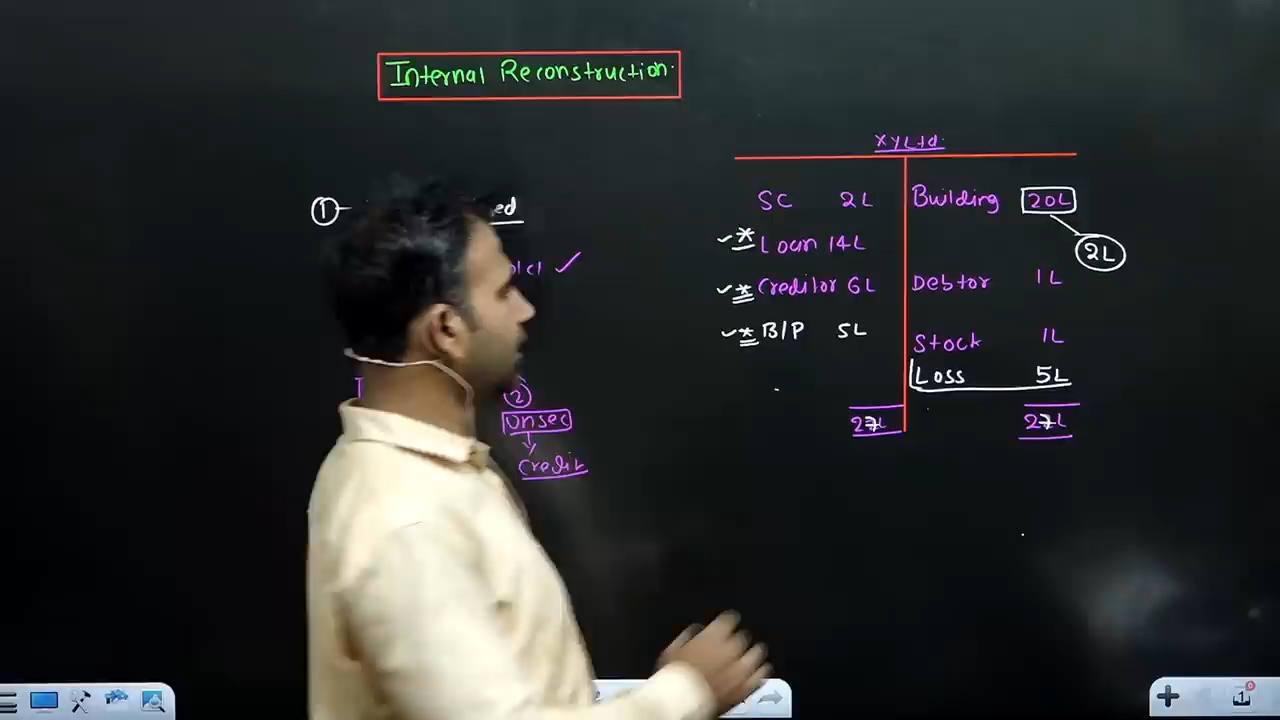 Internal Reconstruction
①
②
Unsec
Credit
XY Ltd.
SC 2L Building 20L
* Loan 14L 2L
* Creditor 6L Debtor 1L
* B/P 5L Stock 1L
Loss 5L
27L 27L